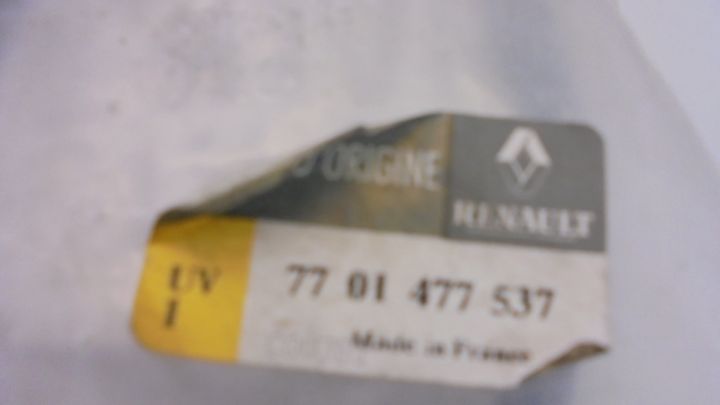 D'ORIGINE
RENAULT
UV
1
77 01 477 537
Made in France